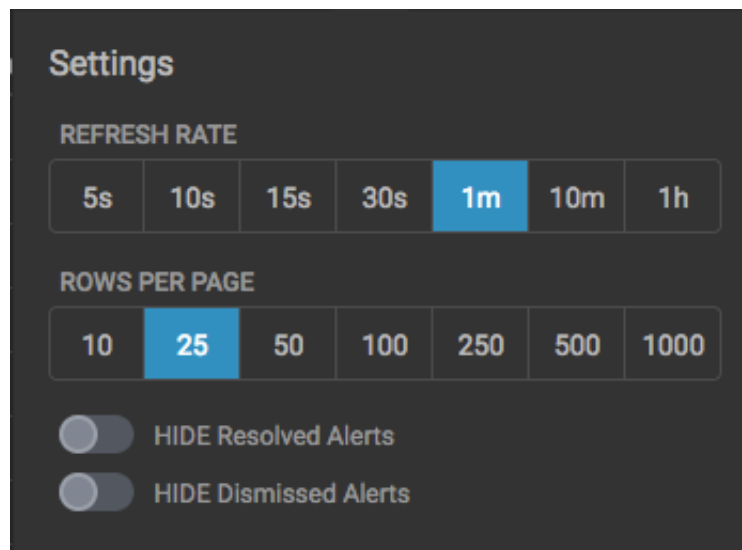 Settings
REFRESH RATE
5s 10s 15s 30s 1m 10m 1h
ROWS PER PAGE
10 25 50 100 250 500 1000
HIDE Resolved Alerts
HIDE Dismissed Alerts